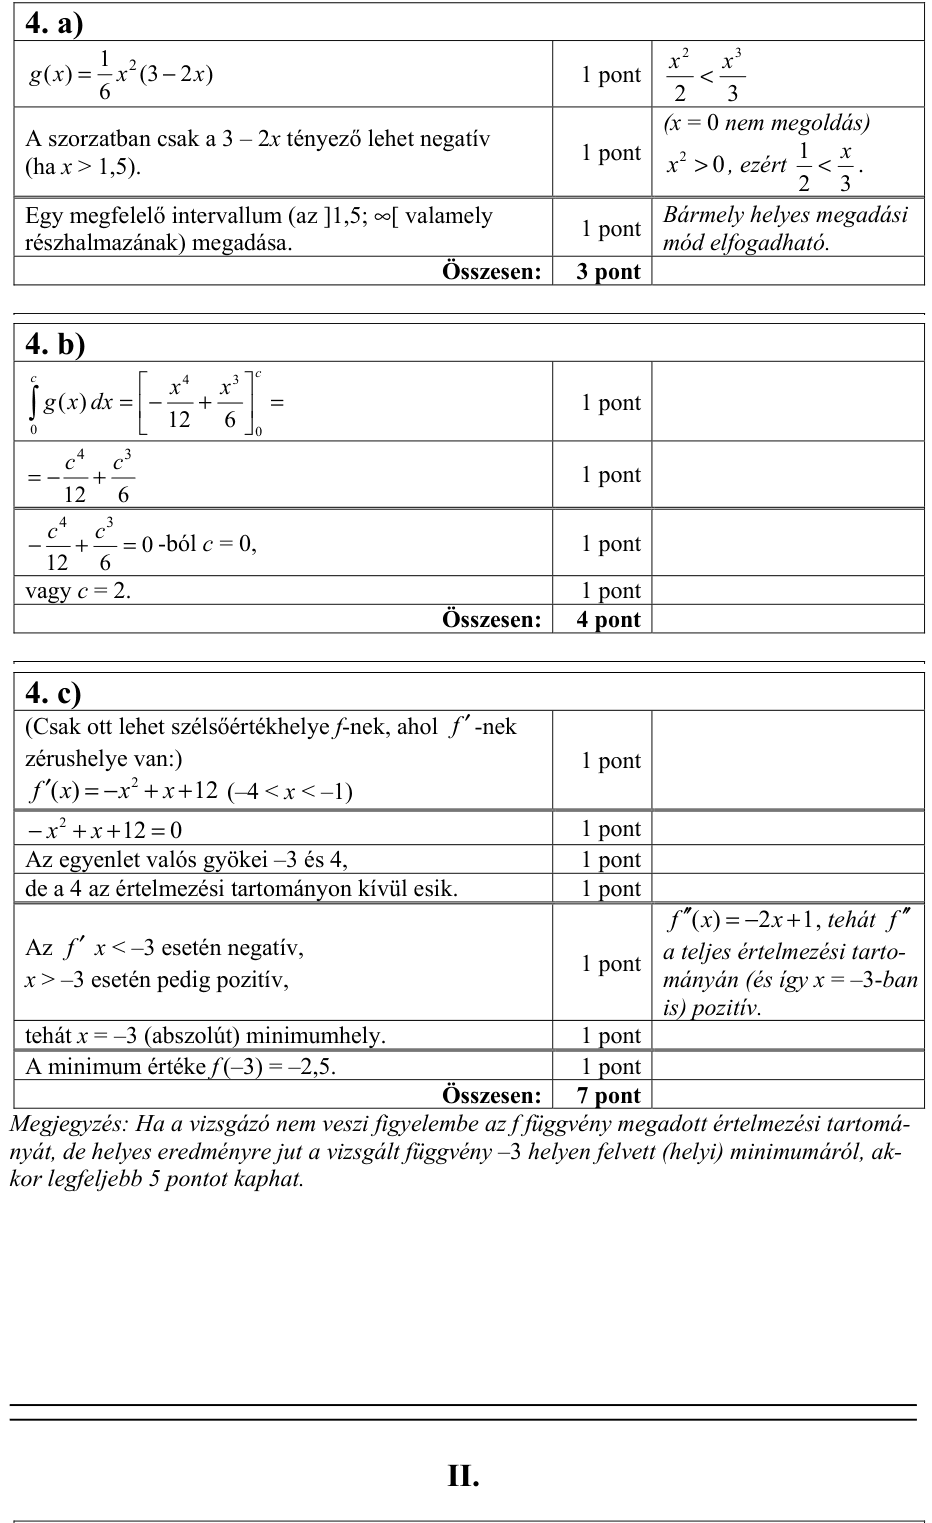 4. a)
g(x) = 1/6 x²(3 – 2x) 1 pont x²/2 < x³/3
A szorzatban csak a 3 – 2x tényező lehet negatív
(ha x > 1,5).
1 pont
(x = 0 nem megoldás)
x² > 0, ezért 1/2 < x/3.
Egy megfelelő intervallum (az ]1,5; ∞[ valamely
részhalmazának) megadása.
1 pont
Bármely helyes megadási
mód elfogadható.
Összesen: 3 pont
4. b)
∫₀ᶜ g(x) dx = [– x⁴/12 + x³/6]₀ᶜ = 1 pont
= – c⁴/12 + c³/6 1 pont
– c⁴/12 + c³/6 = 0 -ból c = 0, 1 pont
vagy c = 2. 1 pont
Összesen: 4 pont
4. c)
(Csak ott lehet szélsőértékhelye f-nek, ahol f′ -nek
zérushelye van:)
f′(x) = –x² + x + 12 (–4 < x < –1)
1 pont
– x² + x + 12 = 0 1 pont
Az egyenlet valós gyökei –3 és 4, 1 pont
de a 4 az értelmezési tartományon kívül esik. 1 pont
Az f′ x < –3 esetén negatív,
x > –3 esetén pedig pozitív,
1 pont
f″(x) = –2x + 1, tehát f″
a teljes értelmezési tarto-
mányán (és így x = –3-ban
is) pozitív.
tehát x = –3 (abszolút) minimumhely. 1 pont
A minimum értéke f (–3) = –2,5. 1 pont
Összesen: 7 pont
Megjegyzés: Ha a vizsgázó nem veszi figyelembe az f függvény megadott értelmezési tartomá-
nyát, de helyes eredményre jut a vizsgált függvény –3 helyen felvett (helyi) minimumáról, ak-
kor legfeljebb 5 pontot kaphat.
II.